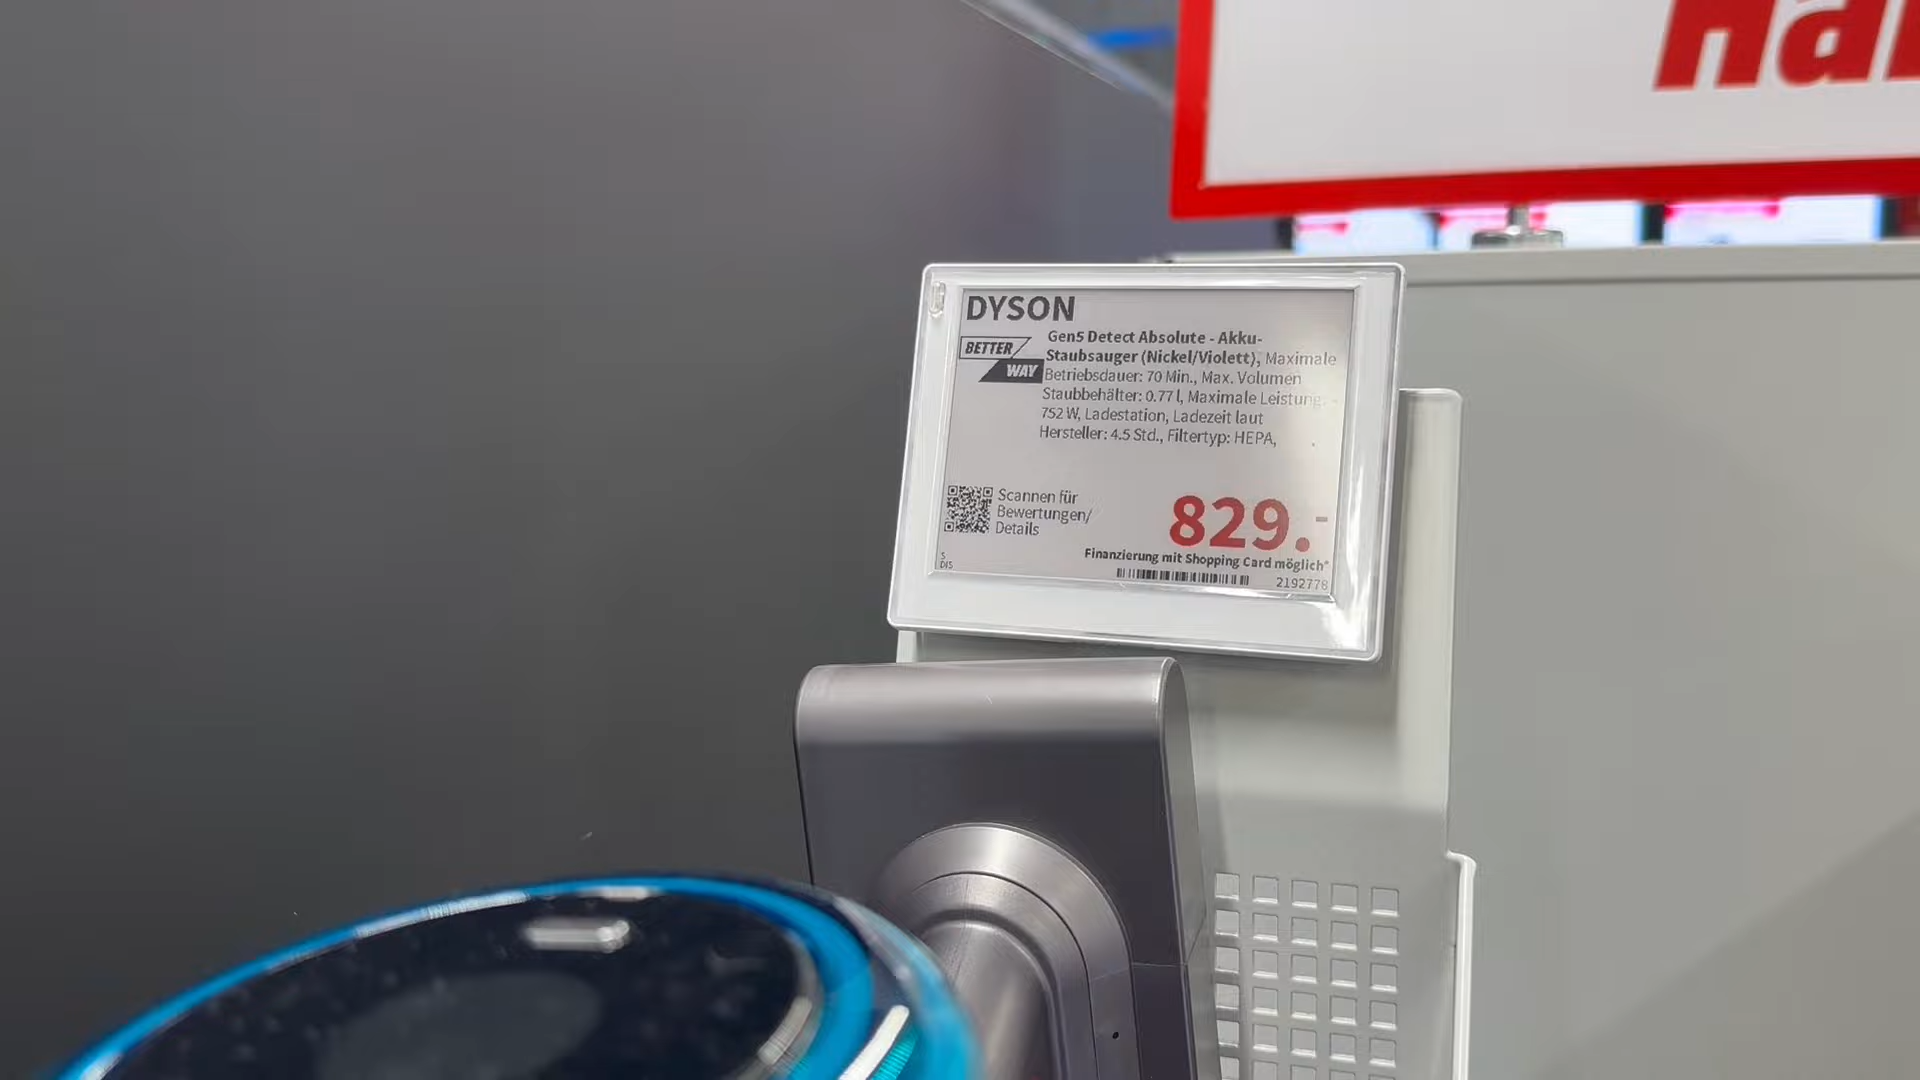 DYSON
BETTER
WAY
Gen5 Detect Absolute - Akku-
Staubsauger (Nickel/Violett), Maximale
Betriebsdauer: 70 Min., Max. Volumen
Staubbehälter: 0.77 l, Maximale Leistung:
752 W, Ladestation, Ladezeit laut
Hersteller: 4.5 Std., Filtertyp: HEPA,
Scannen für
Bewertungen/
Details
829.-
Finanzierung mit Shopping Card möglich*
S
DIS
2192778